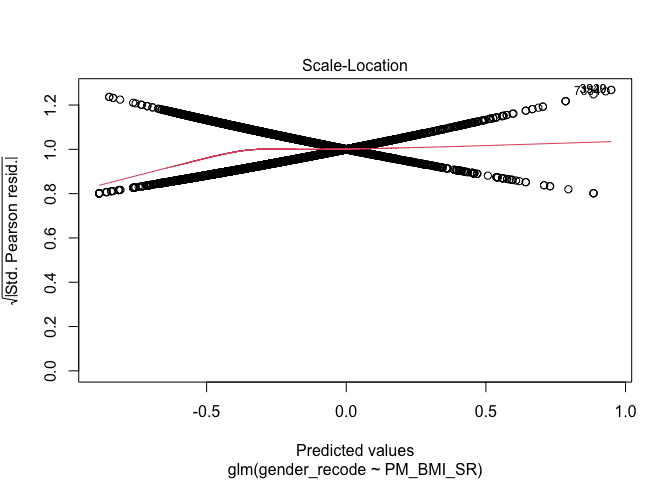 Scale-Location
√|Std. Pearson resid.|
0.0
0.2
0.4
0.6
0.8
1.0
1.2
-0.5
0.0
0.5
1.0
Predicted values
glm(gender_recode ~ PM_BMI_SR)